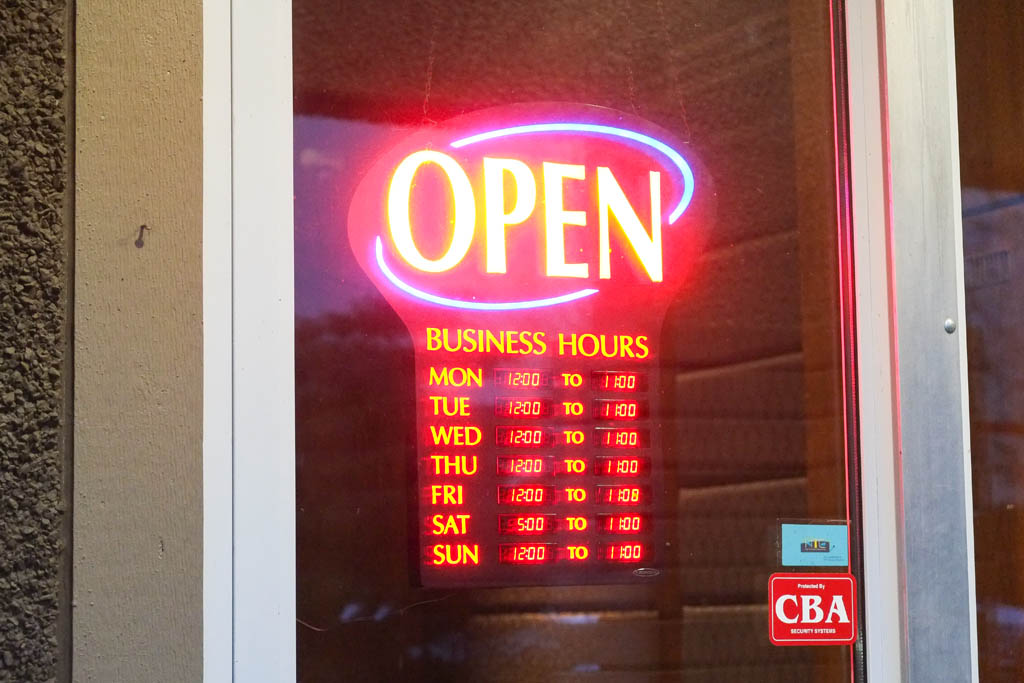 OPEN
BUSINESS HOURS
MON 12:00 TO 11:00
TUE 12:00 TO 11:00
WED 12:00 TO 11:00
THU 12:00 TO 11:00
FRI 12:00 TO 11:08
SAT 5:00 TO 11:00
SUN 12:00 TO 11:00
Protected By
CBA
SECURITY SYSTEMS